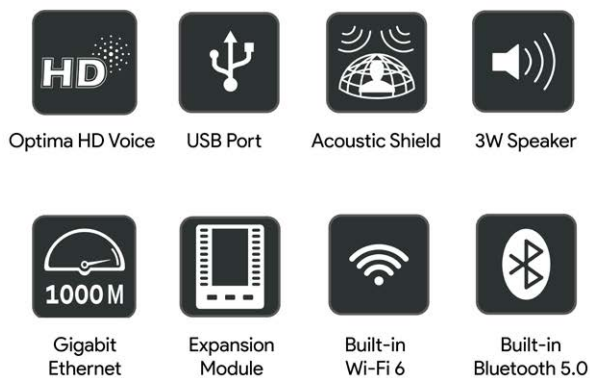 HD
Optima HD Voice
USB Port
Acoustic Shield
3W Speaker
1000M
Gigabit
Ethernet
Expansion
Module
Built-in
Wi-Fi 6
Built-in
Bluetooth 5.0